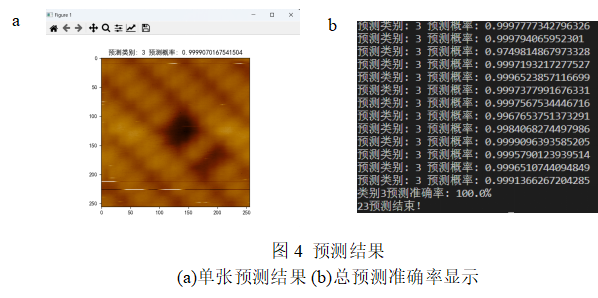 a
Figure 1
预测类别: 3 预测概率: 0.9999070167541504
0
50
100
150
200
250
0 50 100 150 200 250
b
预测类别: 3 预测概率: 0.9997777342796326
预测类别: 3 预测概率: 0.999794065952301
预测类别: 3 预测概率: 0.9749814867973328
预测类别: 3 预测概率: 0.9997193217277527
预测类别: 3 预测概率: 0.9996523857116699
预测类别: 3 预测概率: 0.9997377991676331
预测类别: 3 预测概率: 0.9997567534446716
预测类别: 3 预测概率: 0.9967653751373291
预测类别: 3 预测概率: 0.9984068274497986
预测类别: 3 预测概率: 0.9999096393585205
预测类别: 3 预测概率: 0.9995790123939514
预测类别: 3 预测概率: 0.9996510744094849
预测类别: 3 预测概率: 0.9991366267204285
类别3预测准确率: 100.0%
23预测结束!
图 4 预测结果
(a)单张预测结果 (b)总预测准确率显示